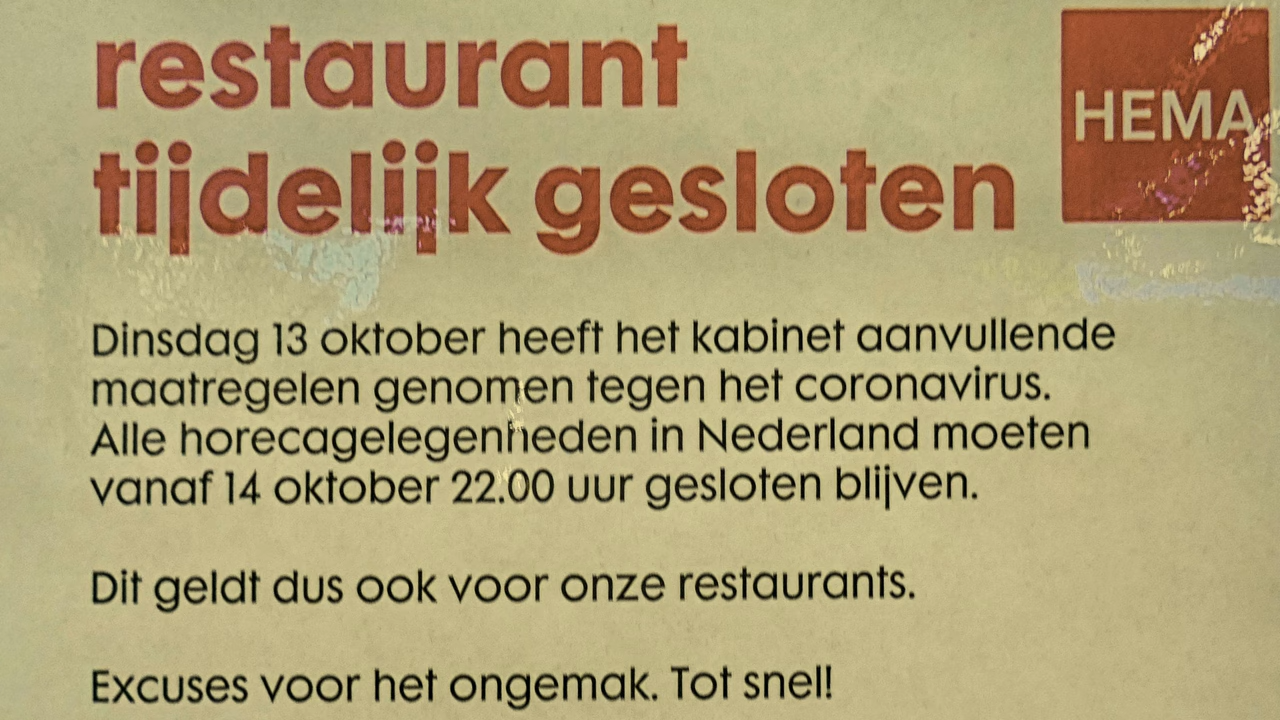 restaurant
tijdelijk gesloten
HEMA
Dinsdag 13 oktober heeft het kabinet aanvullende
maatregelen genomen tegen het coronavirus.
Alle horecagelegenheden in Nederland moeten
vanaf 14 oktober 22.00 uur gesloten blijven.
Dit geldt dus ook voor onze restaurants.
Excuses voor het ongemak. Tot snel!